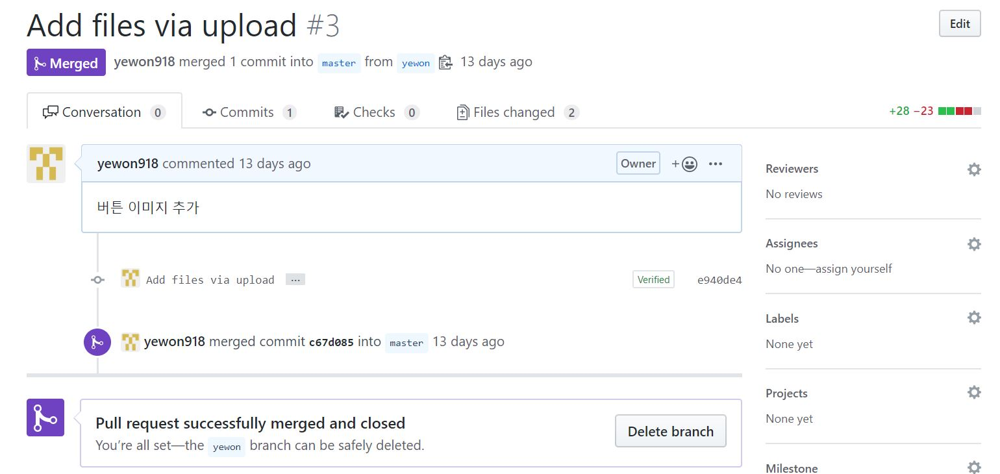 Add files via upload #3
Edit
Merged yewon918 merged 1 commit into master from yewon 13 days ago
Conversation 0 Commits 1 Checks 0 Files changed 2 +28 −23
yewon918 commented 13 days ago Owner
버튼 이미지 추가
Add files via upload ... Verified e940de4
yewon918 merged commit c67d085 into master 13 days ago
Pull request successfully merged and closed
You’re all set—the yewon branch can be safely deleted.
Delete branch
Reviewers
No reviews
Assignees
No one—assign yourself
Labels
None yet
Projects
None yet
Milestone